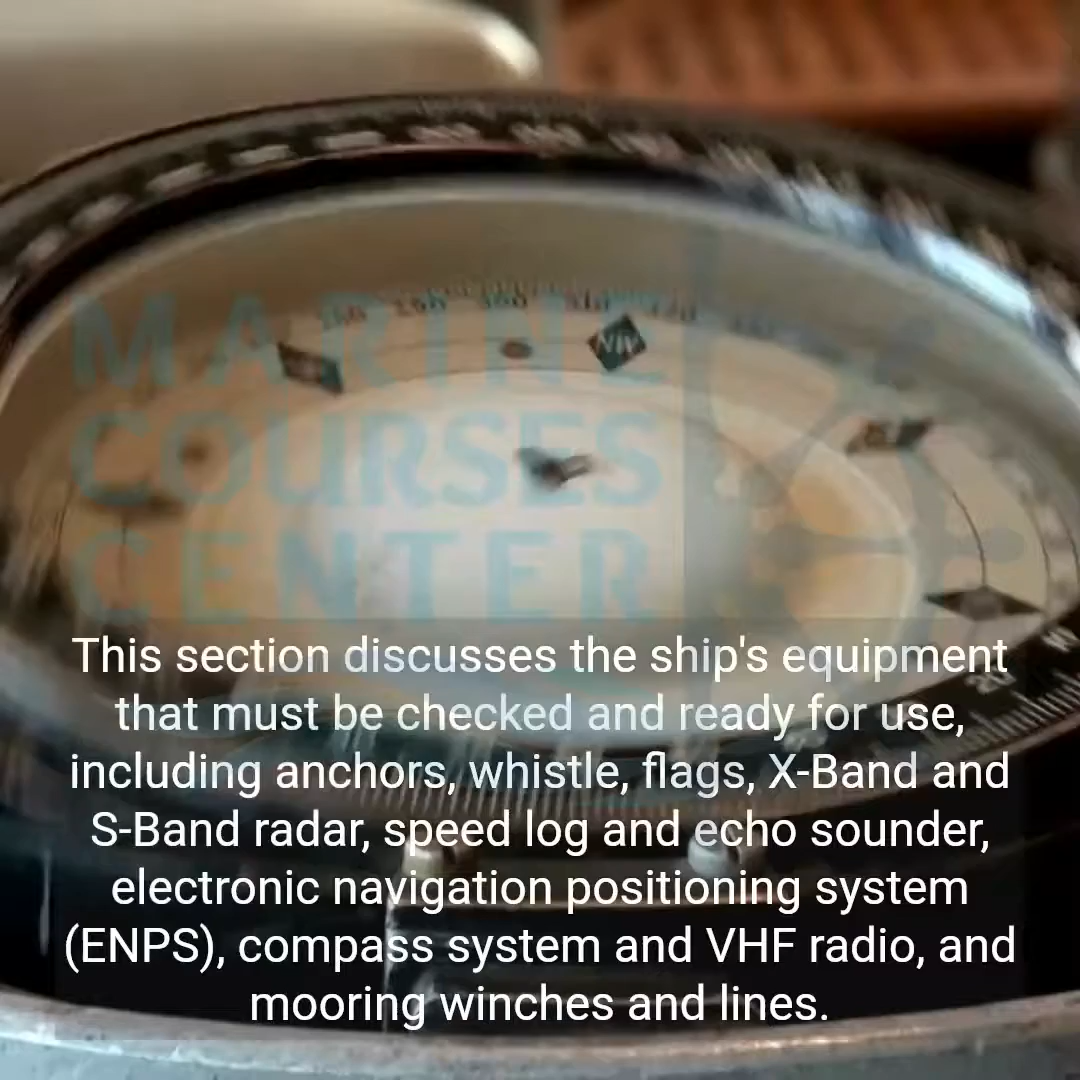 MARINE
COURSES
CENTER
NW
This section discusses the ship's equipment
that must be checked and ready for use,
including anchors, whistle, flags, X-Band and
S-Band radar, speed log and echo sounder,
electronic navigation positioning system
(ENPS), compass system and VHF radio, and
mooring winches and lines.